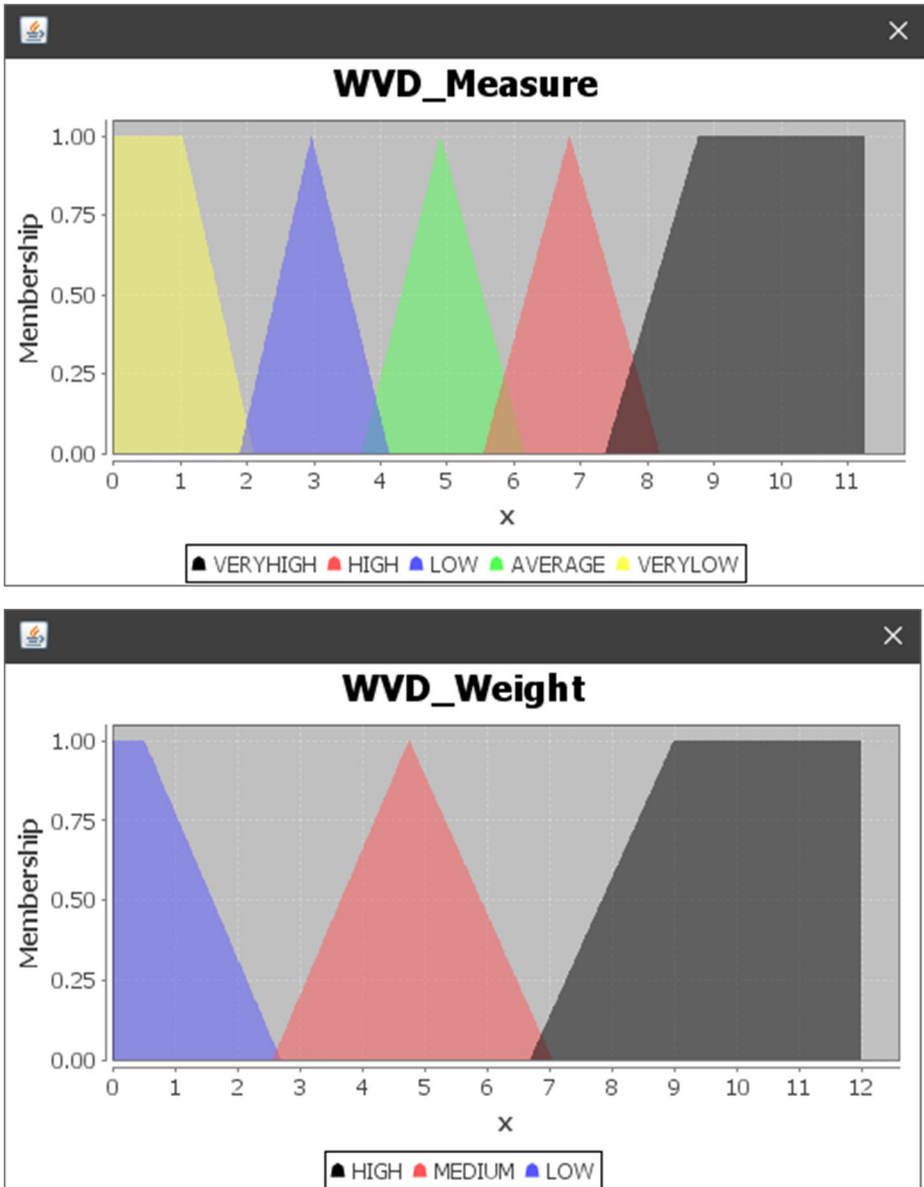 WVD_Measure
1.00
0.75
0.50
0.25
0.00
Membership
0 1 2 3 4 5 6 7 8 9 10 11
x
VERYHIGH HIGH LOW AVERAGE VERYLOW
WVD_Weight
1.00
0.75
0.50
0.25
0.00
Membership
0 1 2 3 4 5 6 7 8 9 10 11 12
x
HIGH MEDIUM LOW